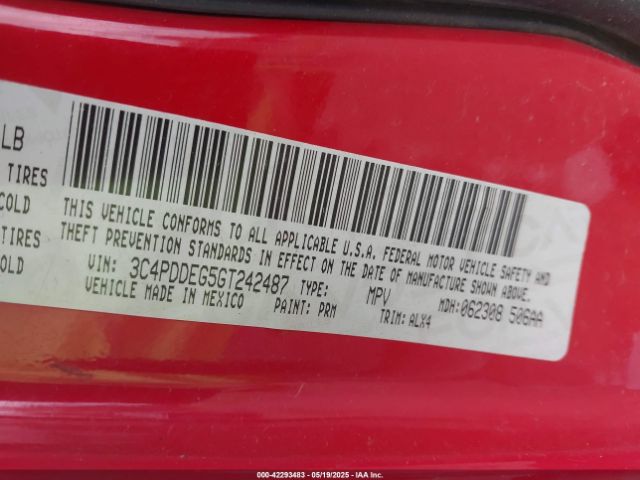 LB
TIRES
COLD
TIRES
COLD
THIS VEHICLE CONFORMS TO ALL APPLICABLE U.S.A. FEDERAL MOTOR VEHICLE SAFETY AND
THEFT PREVENTION STANDARDS IN EFFECT ON THE DATE OF MANUFACTURE SHOWN ABOVE.
VIN: 3C4PDDEG5GT242487 TYPE: MPV MDH: 062308 506AA
VEHICLE MADE IN MEXICO PAINT: PRM TRIM: ALX4
000-42293483 - 05/19/2025 - IAA Inc.